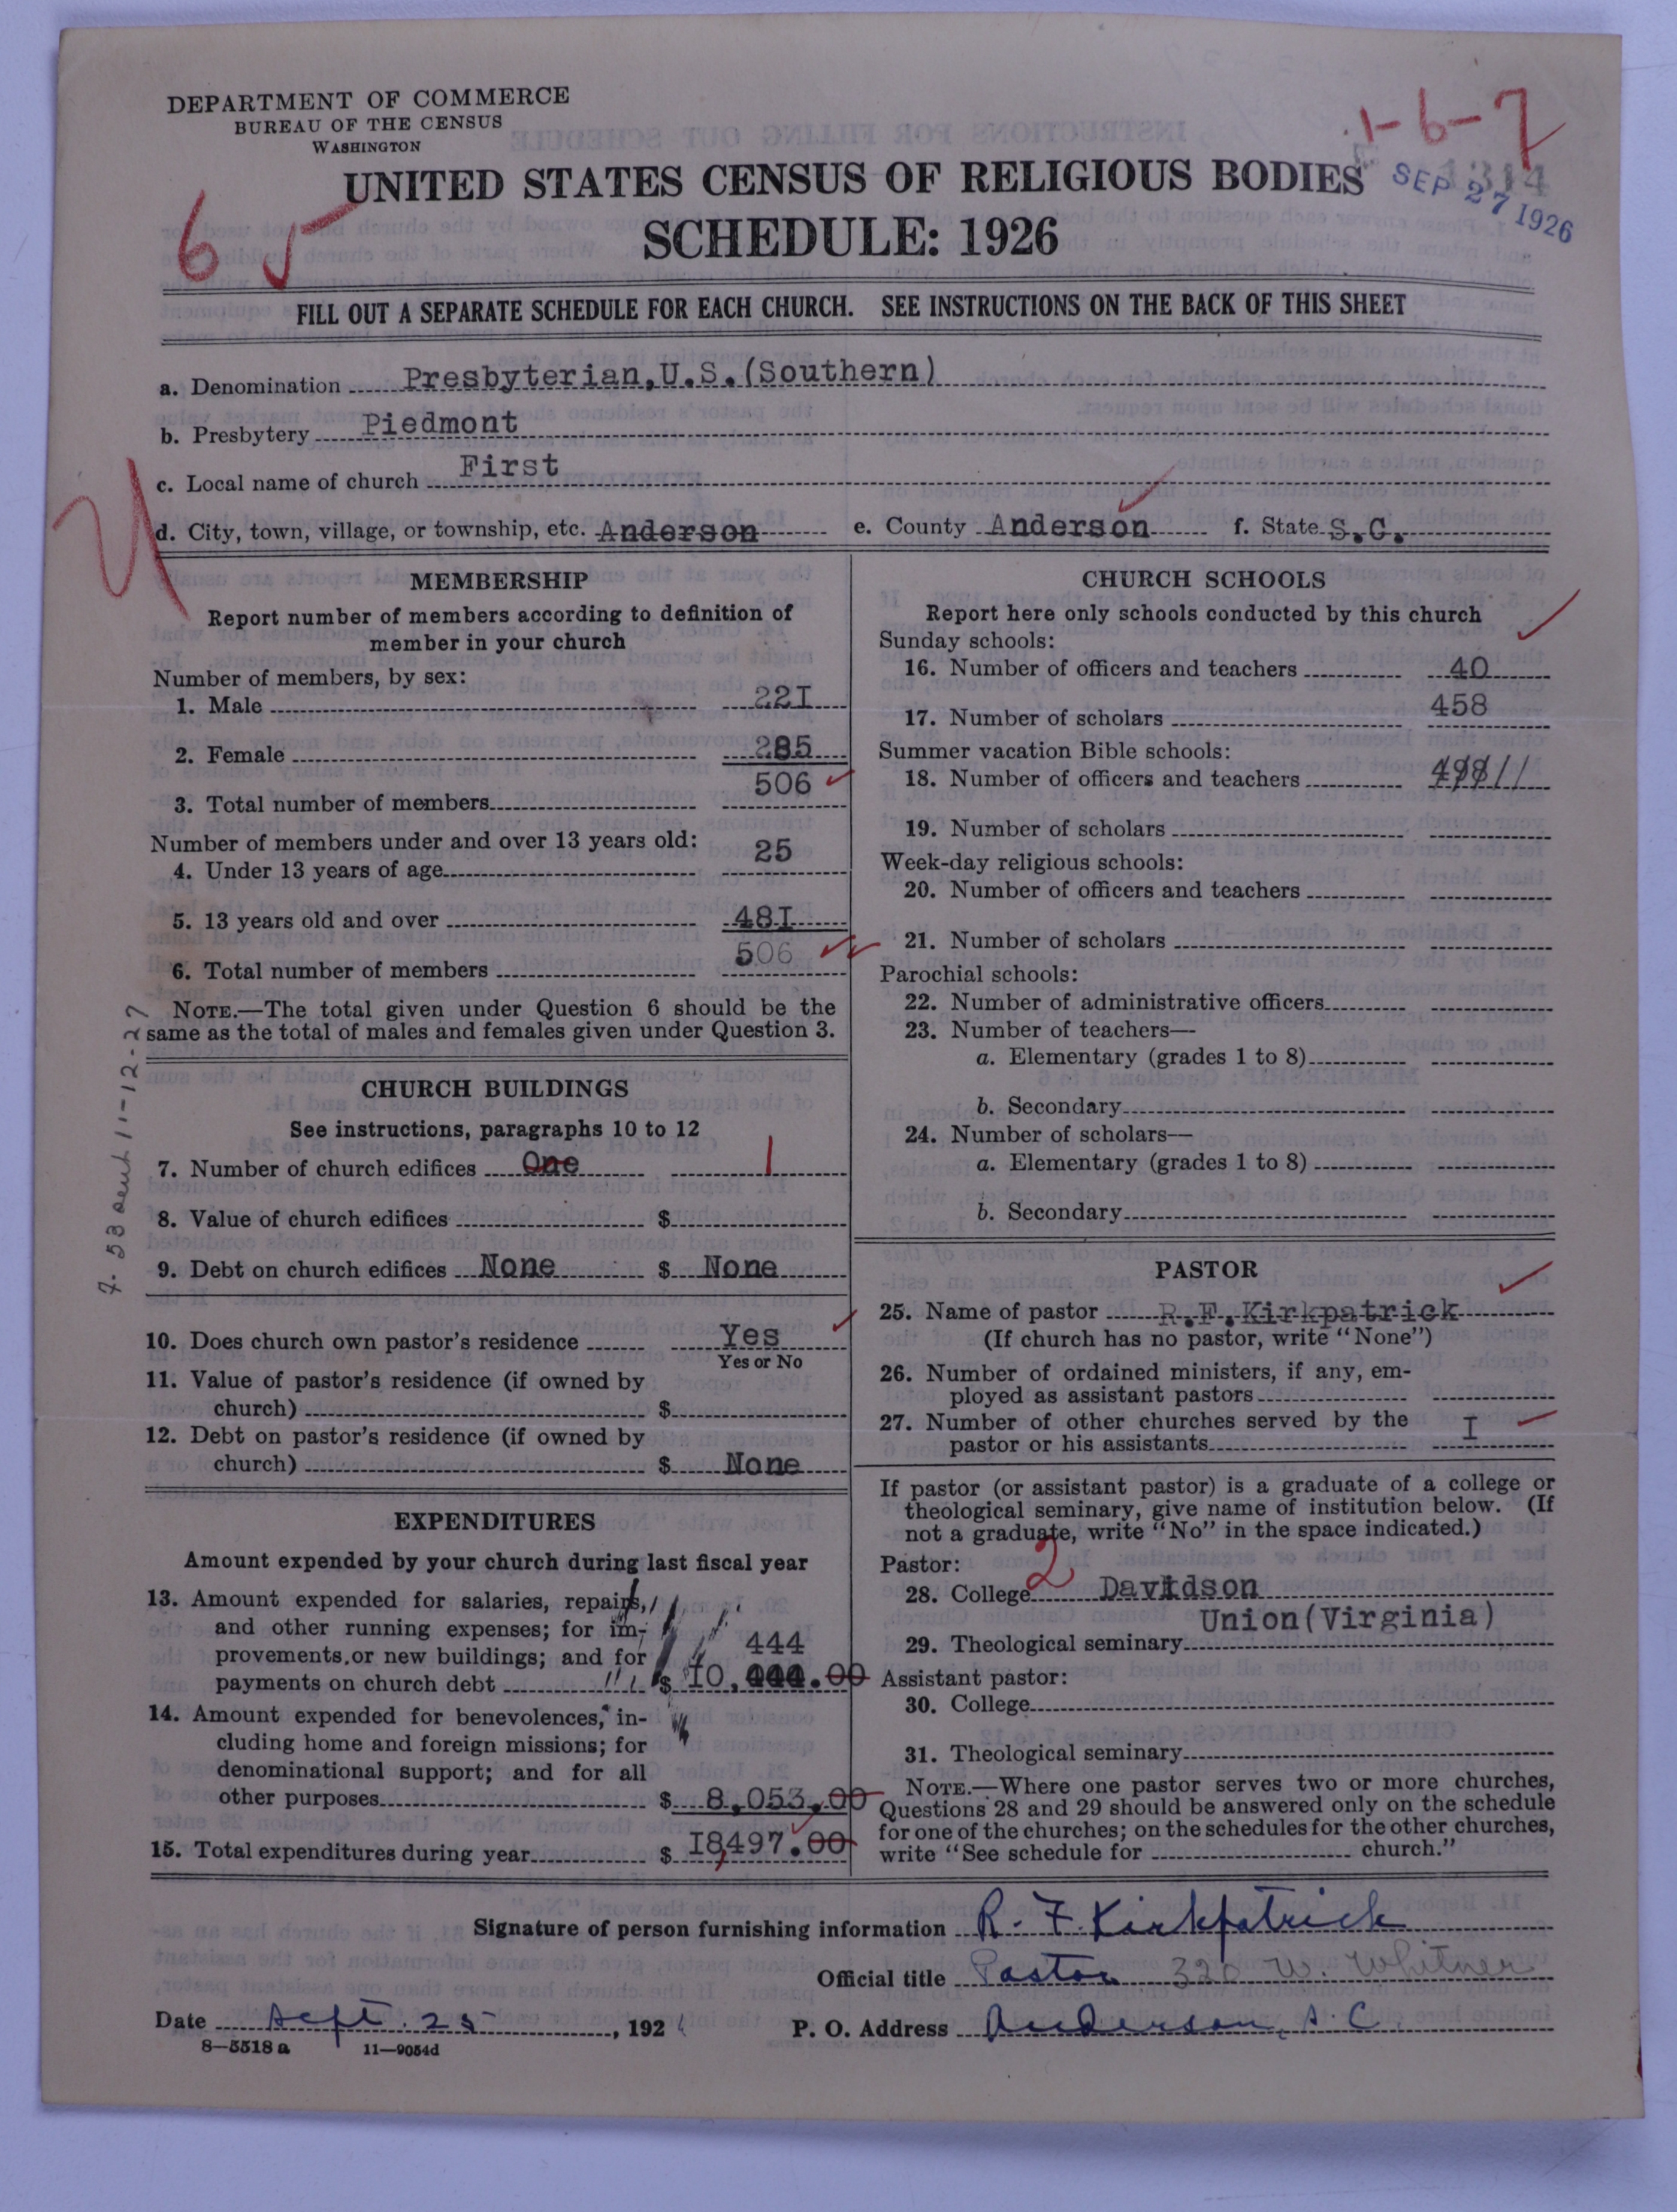 DEPARTMENT OF COMMERCE
BUREAU OF THE CENSUS
WASHINGTON
1-6-7
1314
SEP 27 1926
UNITED STATES CENSUS OF RELIGIOUS BODIES
SCHEDULE: 1926
6
FILL OUT A SEPARATE SCHEDULE FOR EACH CHURCH. SEE INSTRUCTIONS ON THE BACK OF THIS SHEET
a. Denomination Presbyterian,U.S.(Southern)
b. Presbytery Piedmont
c. Local name of church First
d. City, town, village, or township, etc. Anderson e. County Anderson f. State S.C.
MEMBERSHIP
Report number of members according to definition of
member in your church
Number of members, by sex:
1. Male 22I
2. Female 285
3. Total number of members 506
Number of members under and over 13 years old:
4. Under 13 years of age 25
5. 13 years old and over 48I
6. Total number of members 506
NOTE.—The total given under Question 6 should be the
same as the total of males and females given under Question 3.
CHURCH BUILDINGS
See instructions, paragraphs 10 to 12
7. Number of church edifices One 1
8. Value of church edifices $
9. Debt on church edifices None $ None
10. Does church own pastor's residence Yes
Yes or No
11. Value of pastor's residence (if owned by
church) $
12. Debt on pastor's residence (if owned by
church) $ None
EXPENDITURES
Amount expended by your church during last fiscal year
13. Amount expended for salaries, repairs,
and other running expenses; for im-
provements or new buildings; and for
444
payments on church debt $ I0,444.00
14. Amount expended for benevolences, in-
cluding home and foreign missions; for
denominational support; and for all
other purposes $ 8,053.00
15. Total expenditures during year $ I8,497.00
CHURCH SCHOOLS
Report here only schools conducted by this church
Sunday schools:
16. Number of officers and teachers 40
17. Number of scholars 458
Summer vacation Bible schools:
18. Number of officers and teachers
19. Number of scholars
Week-day religious schools:
20. Number of officers and teachers
21. Number of scholars
Parochial schools:
22. Number of administrative officers
23. Number of teachers—
a. Elementary (grades 1 to 8)
b. Secondary
24. Number of scholars—
a. Elementary (grades 1 to 8)
b. Secondary
PASTOR
25. Name of pastor R.F.Kirkpatrick
(If church has no pastor, write "None")
26. Number of ordained ministers, if any, em-
ployed as assistant pastors
27. Number of other churches served by the
pastor or his assistants I
If pastor (or assistant pastor) is a graduate of a college or
theological seminary, give name of institution below. (If
not a graduate, write "No" in the space indicated.)
Pastor:
2
28. College Davidson
29. Theological seminary Union(Virginia)
Assistant pastor:
30. College
31. Theological seminary
NOTE.—Where one pastor serves two or more churches,
Questions 28 and 29 should be answered only on the schedule
for one of the churches; on the schedules for the other churches,
write "See schedule for church."
Signature of person furnishing information R. F. Kirkpatrick
Official title Pastor 320 W. Whitner
Date Sept. 25, 192
P. O. Address Anderson, S. C.
8—5518a 11—9054d